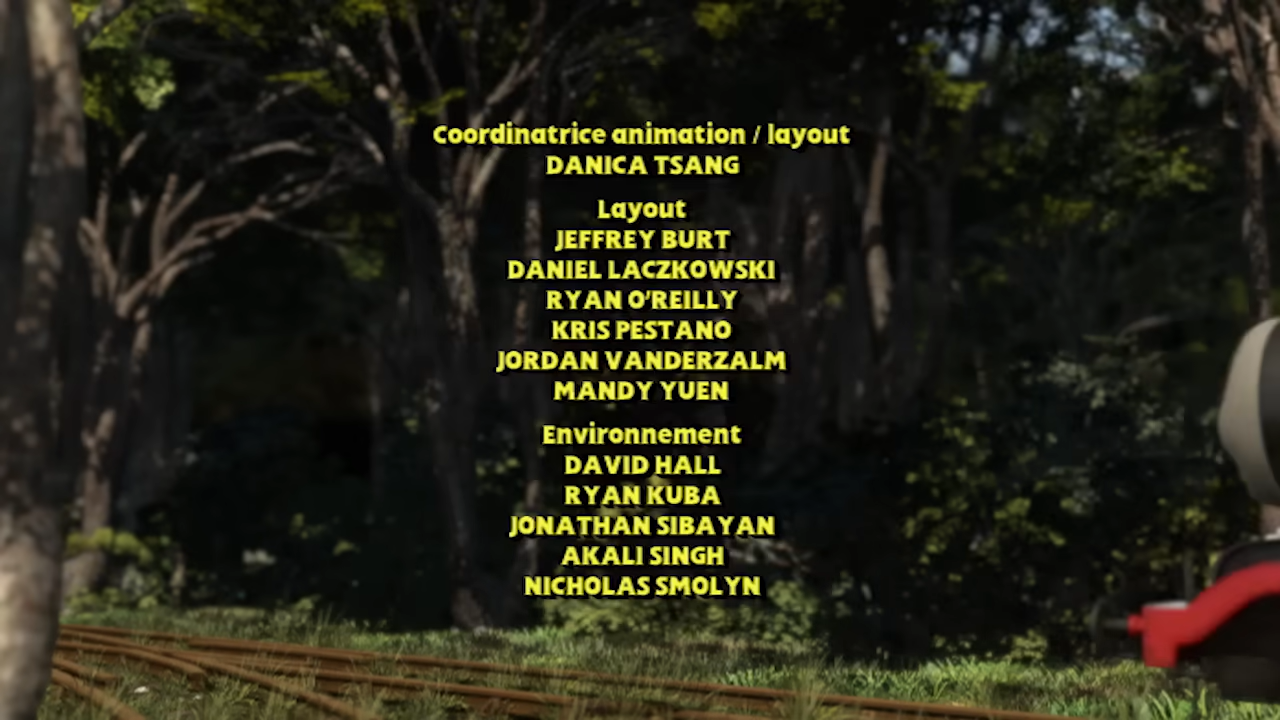 Coordinatrice animation / layout
DANICA TSANG
Layout
JEFFREY BURT
DANIEL LACZKOWSKI
RYAN O'REILLY
KRIS PESTANO
JORDAN VANDERZALM
MANDY YUEN
Environnement
DAVID HALL
RYAN KUBA
JONATHAN SIBAYAN
AKALI SINGH
NICHOLAS SMOLYN